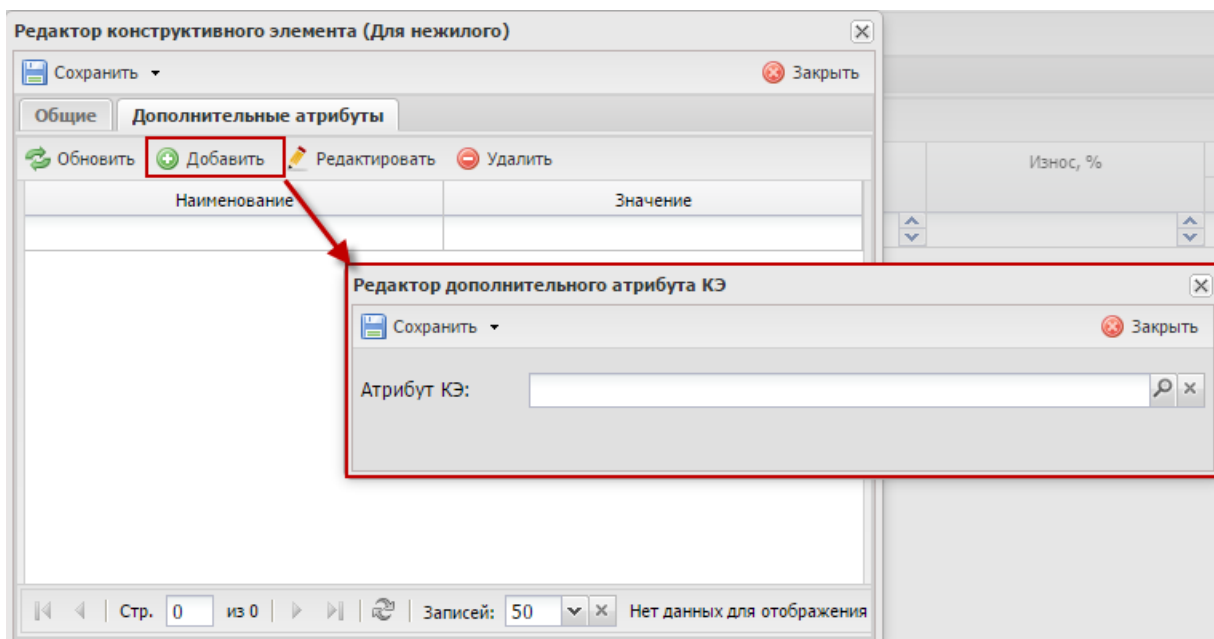 Редактор конструктивного элемента (Для нежилого)
Сохранить Закрыть
Общие Дополнительные атрибуты
Обновить Добавить Редактировать Удалить
Износ, %
Наименование Значение
Редактор дополнительного атрибута КЭ
Сохранить Закрыть
Атрибут КЭ:
Стр. 0 из 0 Записей: 50 Нет данных для отображения